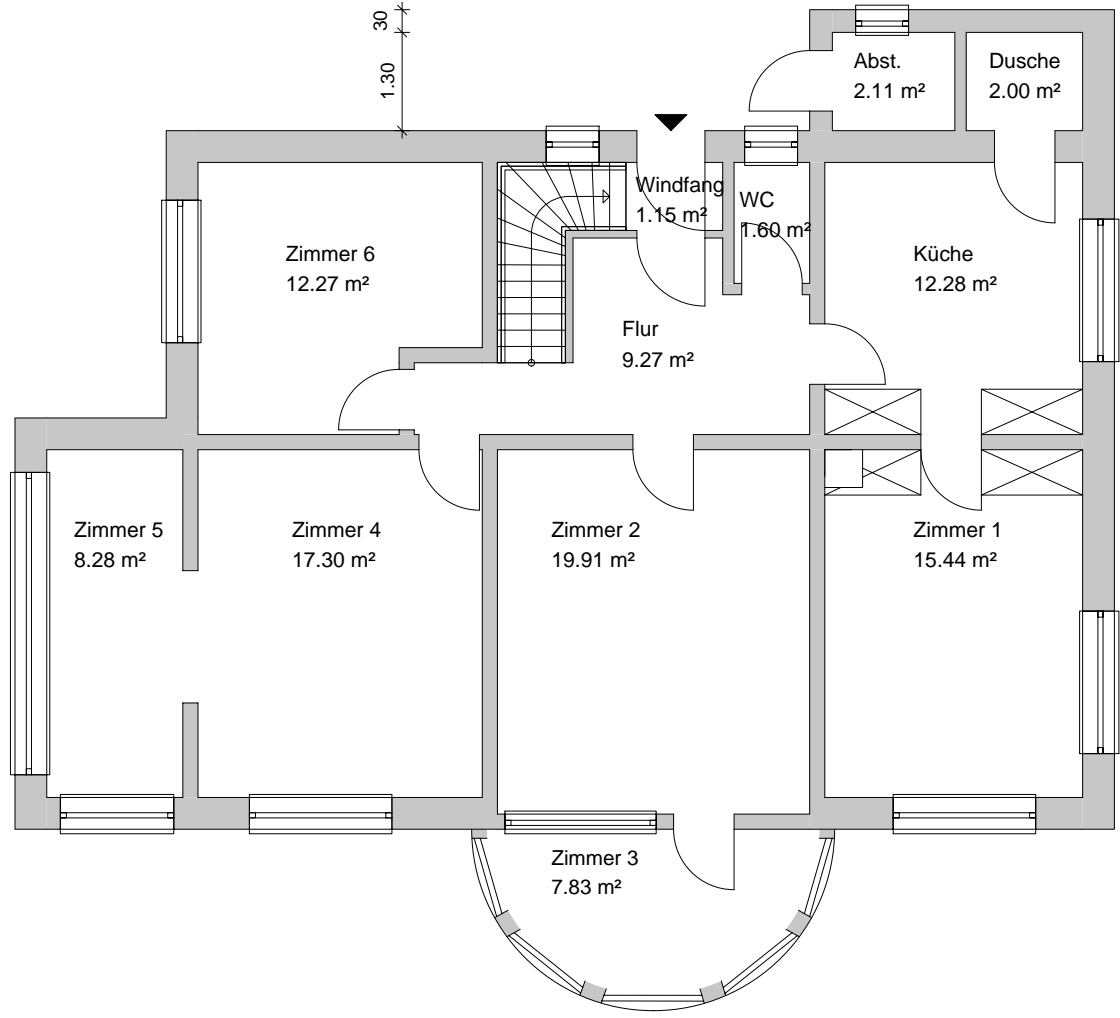 30
1.30
Abst.
2.11 m²
Dusche
2.00 m²
Windfang
1.15 m²
WC
1.60 m²
Zimmer 6
12.27 m²
Küche
12.28 m²
Flur
9.27 m²
Zimmer 5
8.28 m²
Zimmer 4
17.30 m²
Zimmer 2
19.91 m²
Zimmer 1
15.44 m²
Zimmer 3
7.83 m²